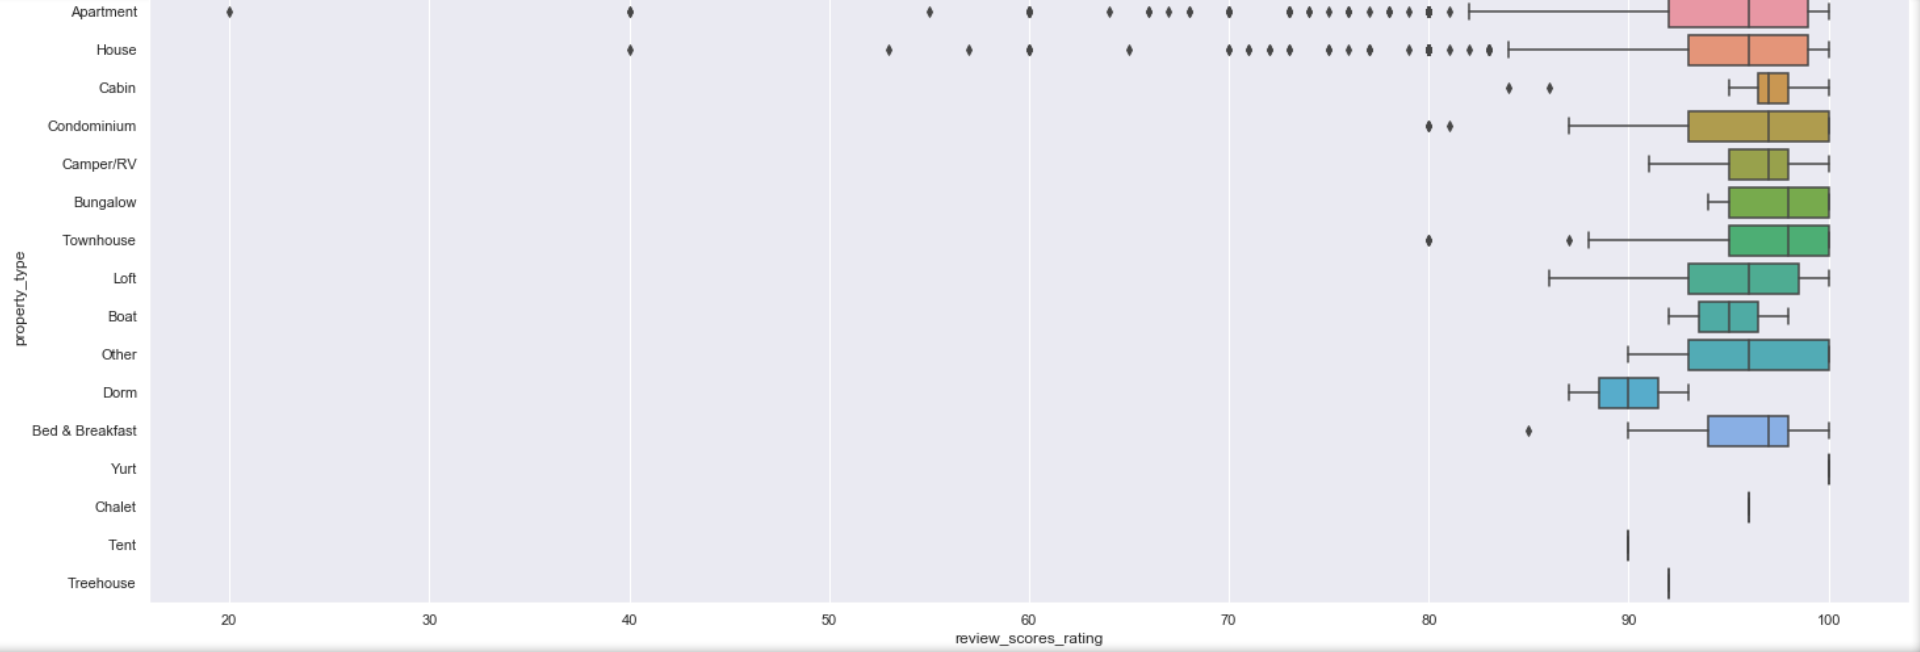 Apartment
House
Cabin
Condominium
Camper/RV
Bungalow
Townhouse
Loft
Boat
Other
Dorm
Bed & Breakfast
Yurt
Chalet
Tent
Treehouse
property_type
20 30 40 50 60 70 80 90 100
review_scores_rating